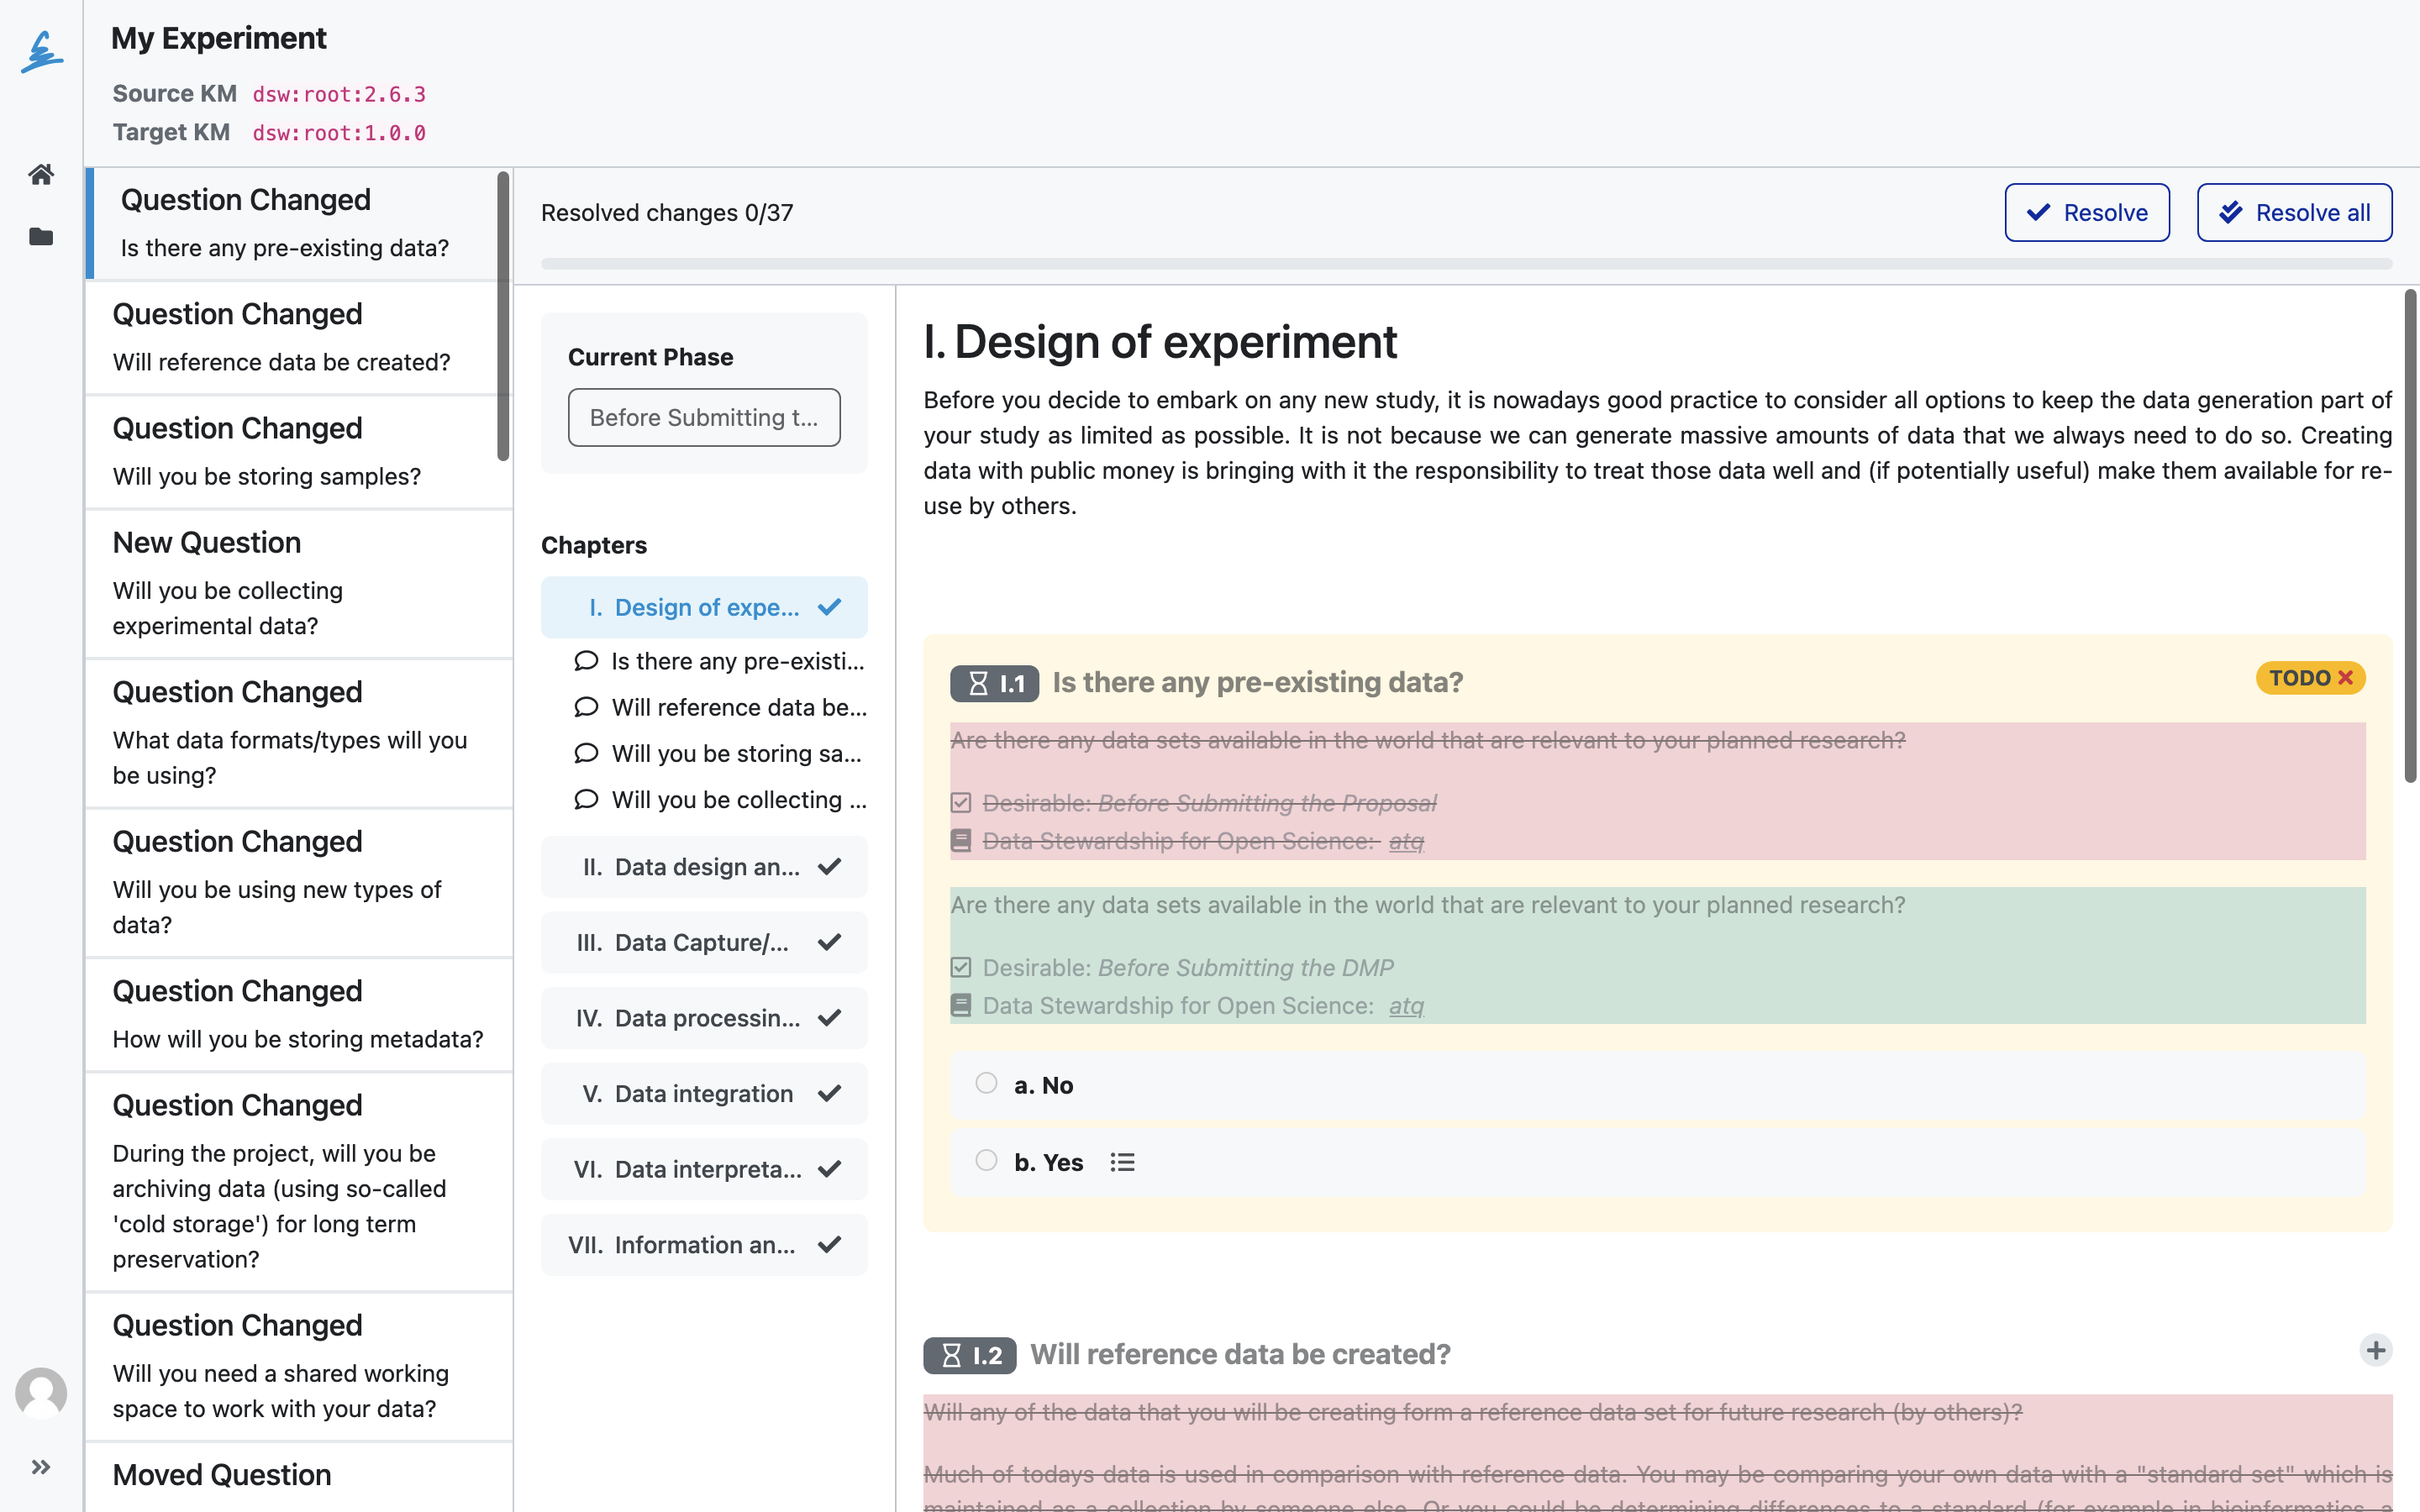 My Experiment
Source KM dsw:root:2.6.3
Target KM dsw:root:1.0.0
Question Changed
Is there any pre-existing data?
Question Changed
Will reference data be created?
Question Changed
Will you be storing samples?
New Question
Will you be collecting
experimental data?
Question Changed
What data formats/types will you
be using?
Question Changed
Will you be using new types of
data?
Question Changed
How will you be storing metadata?
Question Changed
During the project, will you be
archiving data (using so-called
'cold storage') for long term
preservation?
Question Changed
Will you need a shared working
space to work with your data?
Moved Question
Resolved changes 0/37
Resolve
Resolve all
Current Phase
Before Submitting t...
Chapters
I. Design of expe...
Is there any pre-existi...
Will reference data be...
Will you be storing sa...
Will you be collecting ...
II. Data design an...
III. Data Capture/...
IV. Data processin...
V. Data integration
VI. Data interpreta...
VII. Information an...
I. Design of experiment
Before you decide to embark on any new study, it is nowadays good practice to consider all options to keep the data generation part of
your study as limited as possible. It is not because we can generate massive amounts of data that we always need to do so. Creating
data with public money is bringing with it the responsibility to treat those data well and (if potentially useful) make them available for re-
use by others.
I.1 Is there any pre-existing data?
TODO
Are there any data sets available in the world that are relevant to your planned research?
Desirable: Before Submitting the Proposal
Data Stewardship for Open Science: atq
Are there any data sets available in the world that are relevant to your planned research?
Desirable: Before Submitting the DMP
Data Stewardship for Open Science: atq
a. No
b. Yes
I.2 Will reference data be created?
Will any of the data that you will be creating form a reference data set for future research (by others)?
Much of todays data is used in comparison with reference data. You may be comparing your own data with a "standard set" which is
maintained as a collection by someone else. Or you could be determining differences to a standard (for example in bioinformatics, a